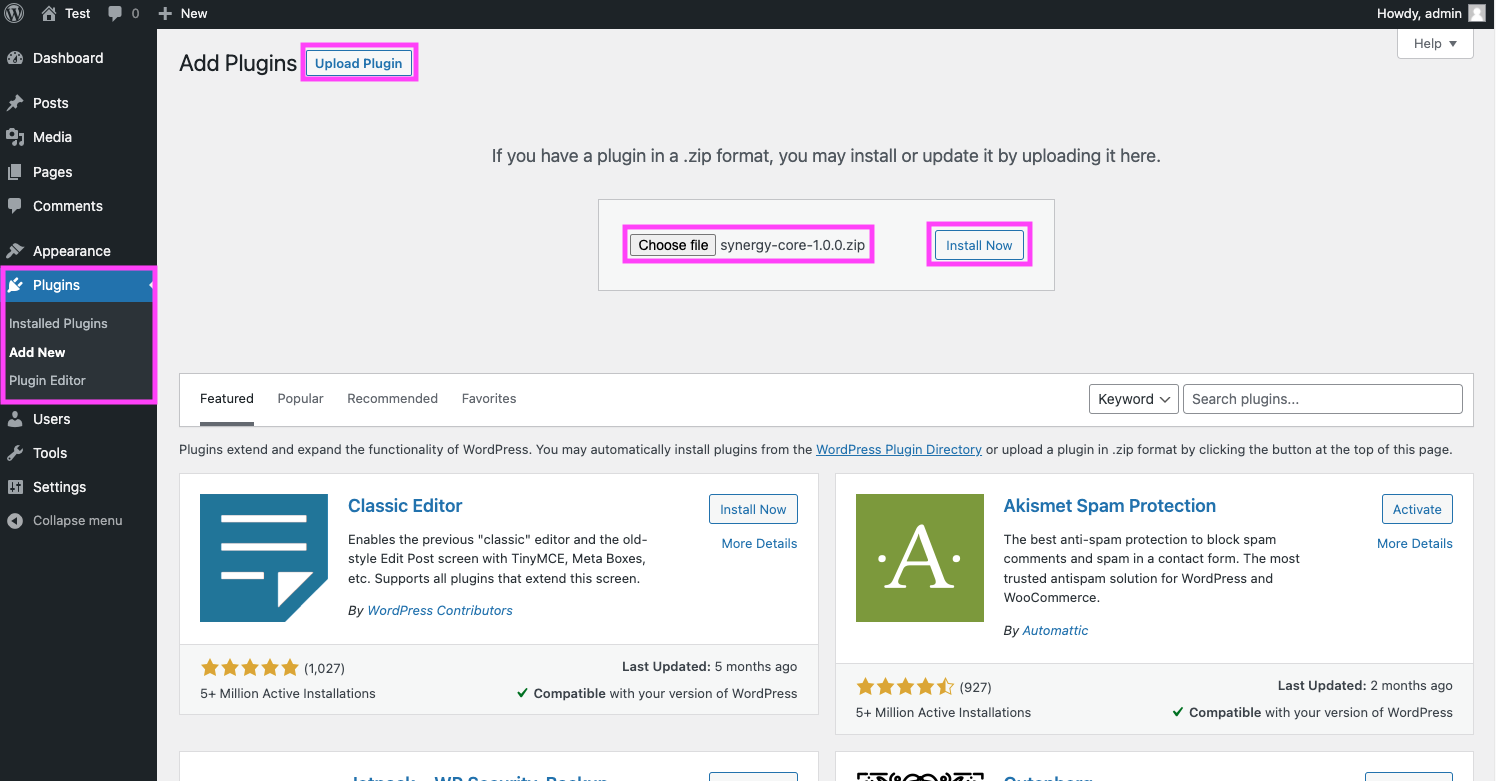 Test 0 New Howdy, admin
Dashboard
Posts
Media
Pages
Comments
Appearance
Plugins
Installed Plugins
Add New
Plugin Editor
Users
Tools
Settings
Collapse menu
Help
Add Plugins Upload Plugin
If you have a plugin in a .zip format, you may install or update it by uploading it here.
Choose file synergy-core-1.0.0.zip Install Now
Featured Popular Recommended Favorites Keyword Search plugins...
Plugins extend and expand the functionality of WordPress. You may automatically install plugins from the WordPress Plugin Directory or upload a plugin in .zip format by clicking the button at the top of this page.
Classic Editor
Install Now
More Details
Enables the previous "classic" editor and the old-
style Edit Post screen with TinyMCE, Meta Boxes,
etc. Supports all plugins that extend this screen.
By WordPress Contributors
(1,027)
Last Updated: 5 months ago
5+ Million Active Installations
Compatible with your version of WordPress
A
Akismet Spam Protection
Activate
More Details
The best anti-spam protection to block spam
comments and spam in a contact form. The most
trusted antispam solution for WordPress and
WooCommerce.
By Automattic
(927)
Last Updated: 2 months ago
5+ Million Active Installations
Compatible with your version of WordPress